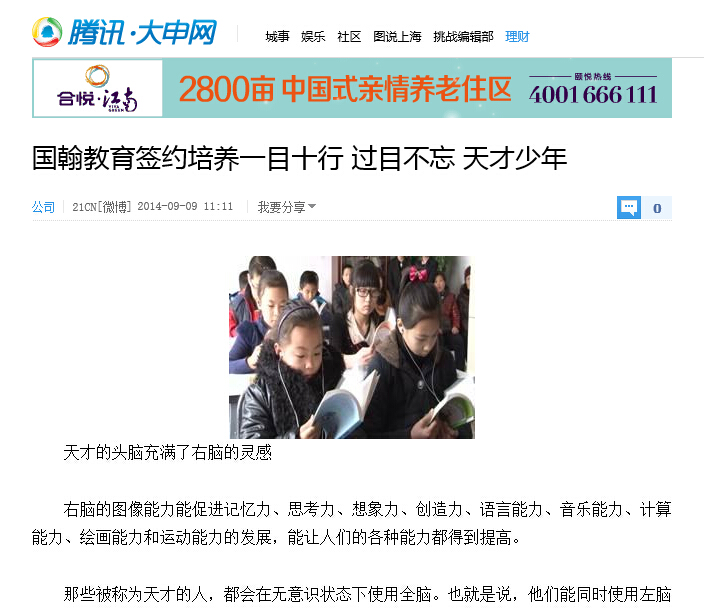 腾讯·大申网
城事 娱乐 社区 图说上海 挑战编辑部 理财
合悦·江南 2800亩 中国式亲情养老住区 颐悦热线
4001666111
国翰教育签约培养一目十行 过目不忘 天才少年
公司 21CN[微博] 2014-09-09 11:11 我要分享 0
天才的头脑充满了右脑的灵感
右脑的图像能力能促进记忆力、思考力、想象力、创造力、语言能力、音乐能力、计算
能力、绘画能力和运动能力的发展，能让人们的各种能力都得到提高。
那些被称为天才的人，都会在无意识状态下使用全脑。也就是说，他们能同时使用左脑